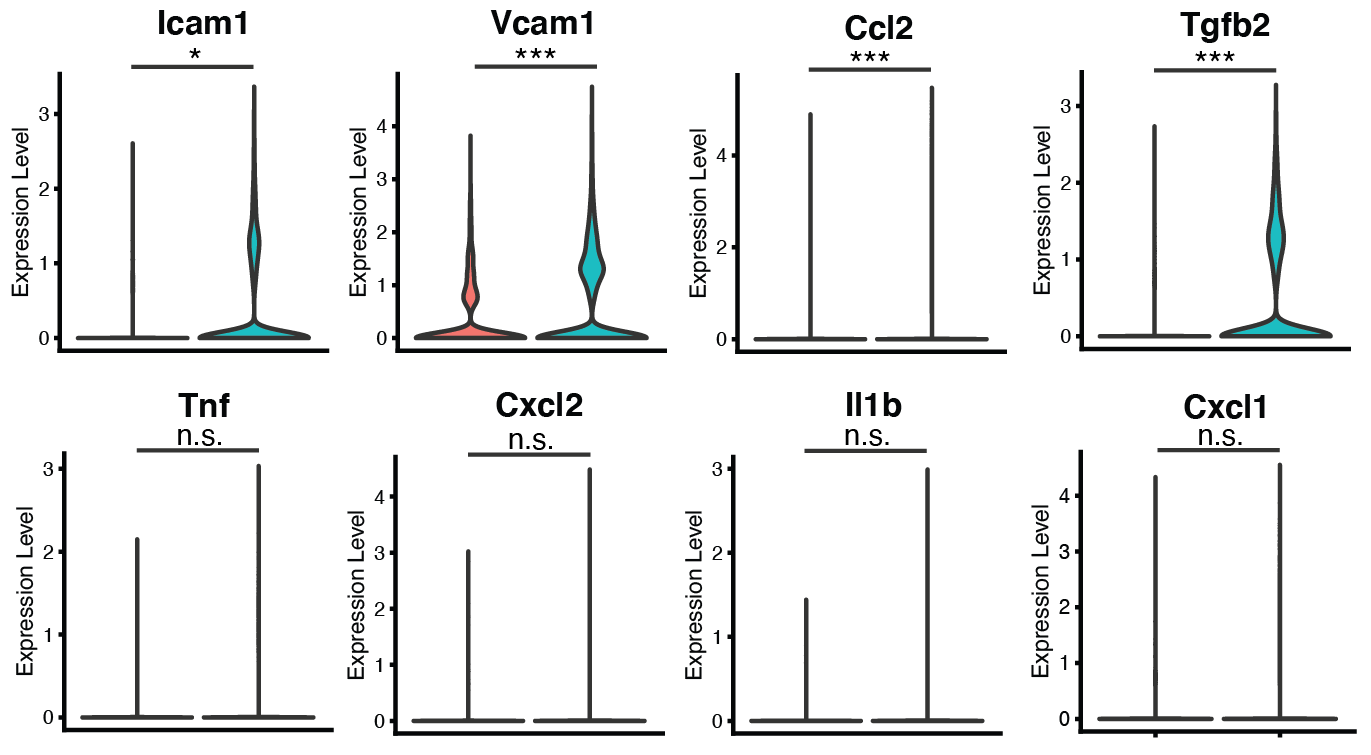 Icam1
*
Expression Level
3
2
1
0
Vcam1
***
Expression Level
4
3
2
1
0
Ccl2
***
Expression Level
4
2
0
Tgfb2
***
Expression Level
3
2
1
0
Tnf
n.s.
Expression Level
3
2
1
0
Cxcl2
n.s.
Expression Level
4
3
2
1
0
Il1b
n.s.
Expression Level
3
2
1
0
Cxcl1
n.s.
Expression Level
4
3
2
1
0